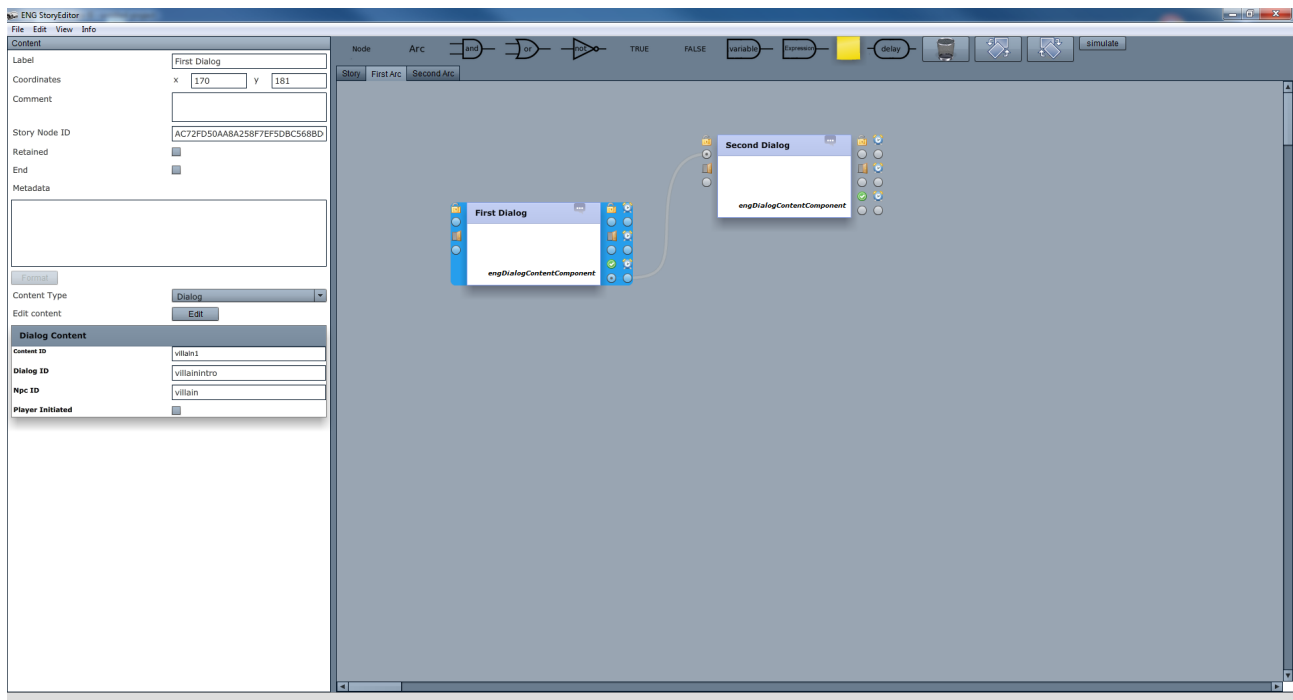 ENG StoryEditor
File Edit View Info
Content
Node Arc and or not TRUE FALSE variable Expression delay simulate
Story First Arc Second Arc
Label First Dialog
Coordinates x 170 y 181
Comment
Story Node ID AC72FD50AA8A258F7EF5DBC568BD
Retained
End
Metadata
Format
Content Type Dialog
Edit content Edit
Dialog Content
Content ID villain1
Dialog ID villainintro
Npc ID villain
Player Initiated
Second Dialog
engDialogContentComponent
First Dialog
engDialogContentComponent